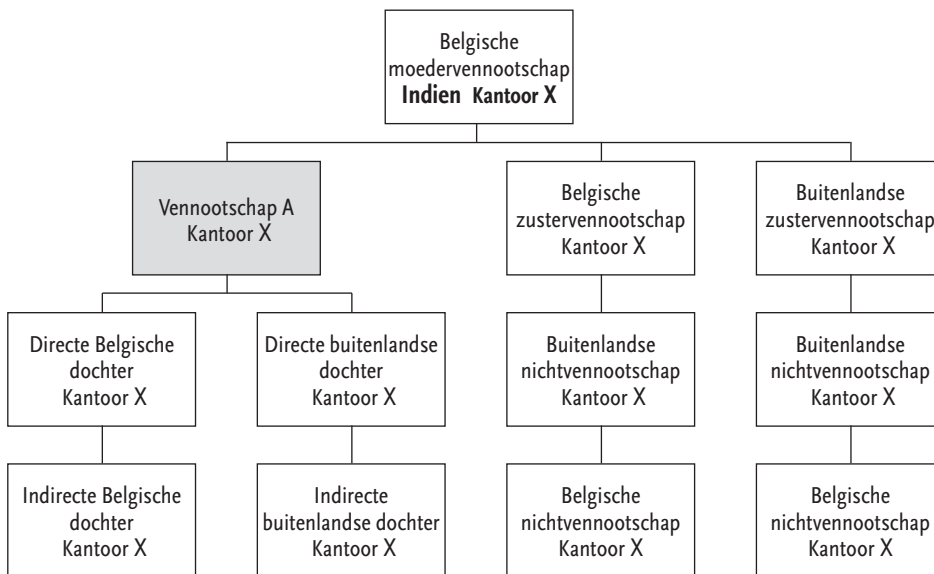 Belgische
moedervennootschap
Indien Kantoor X
Vennootschap A
Kantoor X
Belgische
zustervennootschap
Kantoor X
Buitenlandse
zustervennootschap
Kantoor X
Directe Belgische
dochter
Kantoor X
Directe buitenlandse
dochter
Kantoor X
Buitenlandse
nichtvennootschap
Kantoor X
Buitenlandse
nichtvennootschap
Kantoor X
Indirecte Belgische
dochter
Kantoor X
Indirecte
buitenlandse dochter
Kantoor X
Belgische
nichtvennootschap
Kantoor X
Belgische
nichtvennootschap
Kantoor X